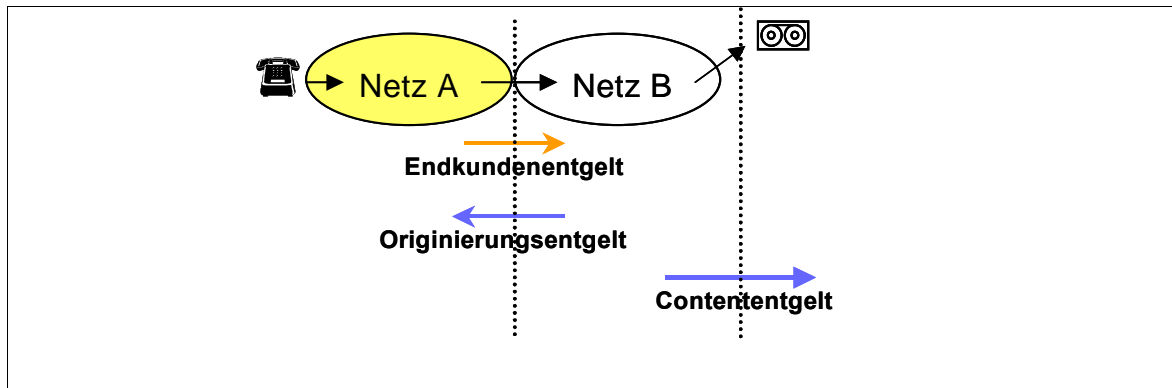 Netz A
Netz B
Endkundenentgelt
Originierungsentgelt
Contententgelt